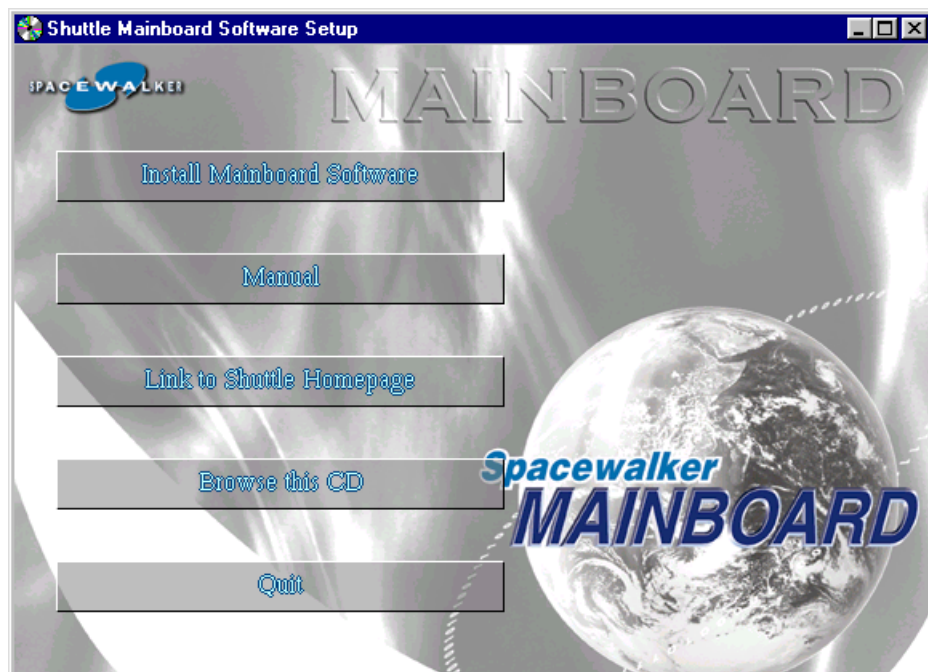 Shuttle Mainboard Software Setup
SPACEWALKER
MAINBOARD
Install Mainboard Software
Manual
Link to Shuttle Homepage
Browse this CD
Spacewalker
MAINBOARD
Quit